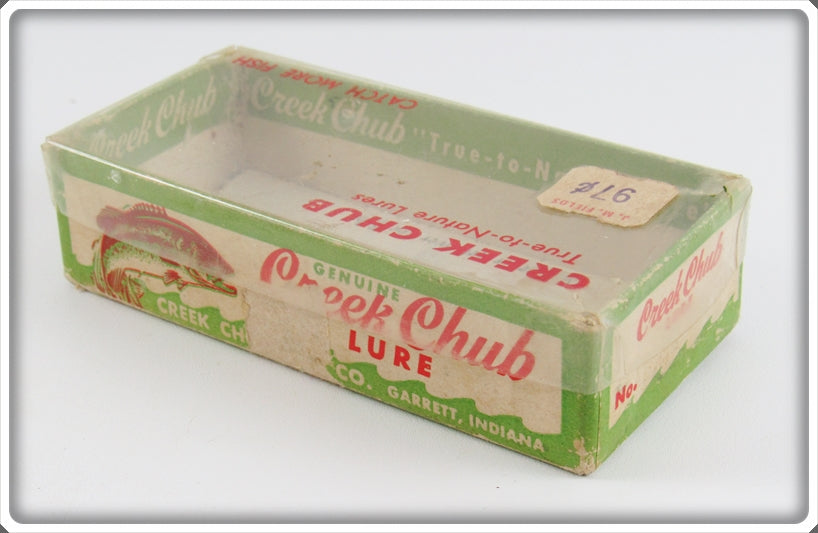 CATCH MORE FISH
Creek Chub
Creek Chub "True-to-Na
J. M. FIELDS
97¢
CREEK CHUB
True-to-Nature Lures
GENUINE
Creek Chub
LURE
CREEK CH
CO. GARRETT, INDIANA
Creek Chub
No.